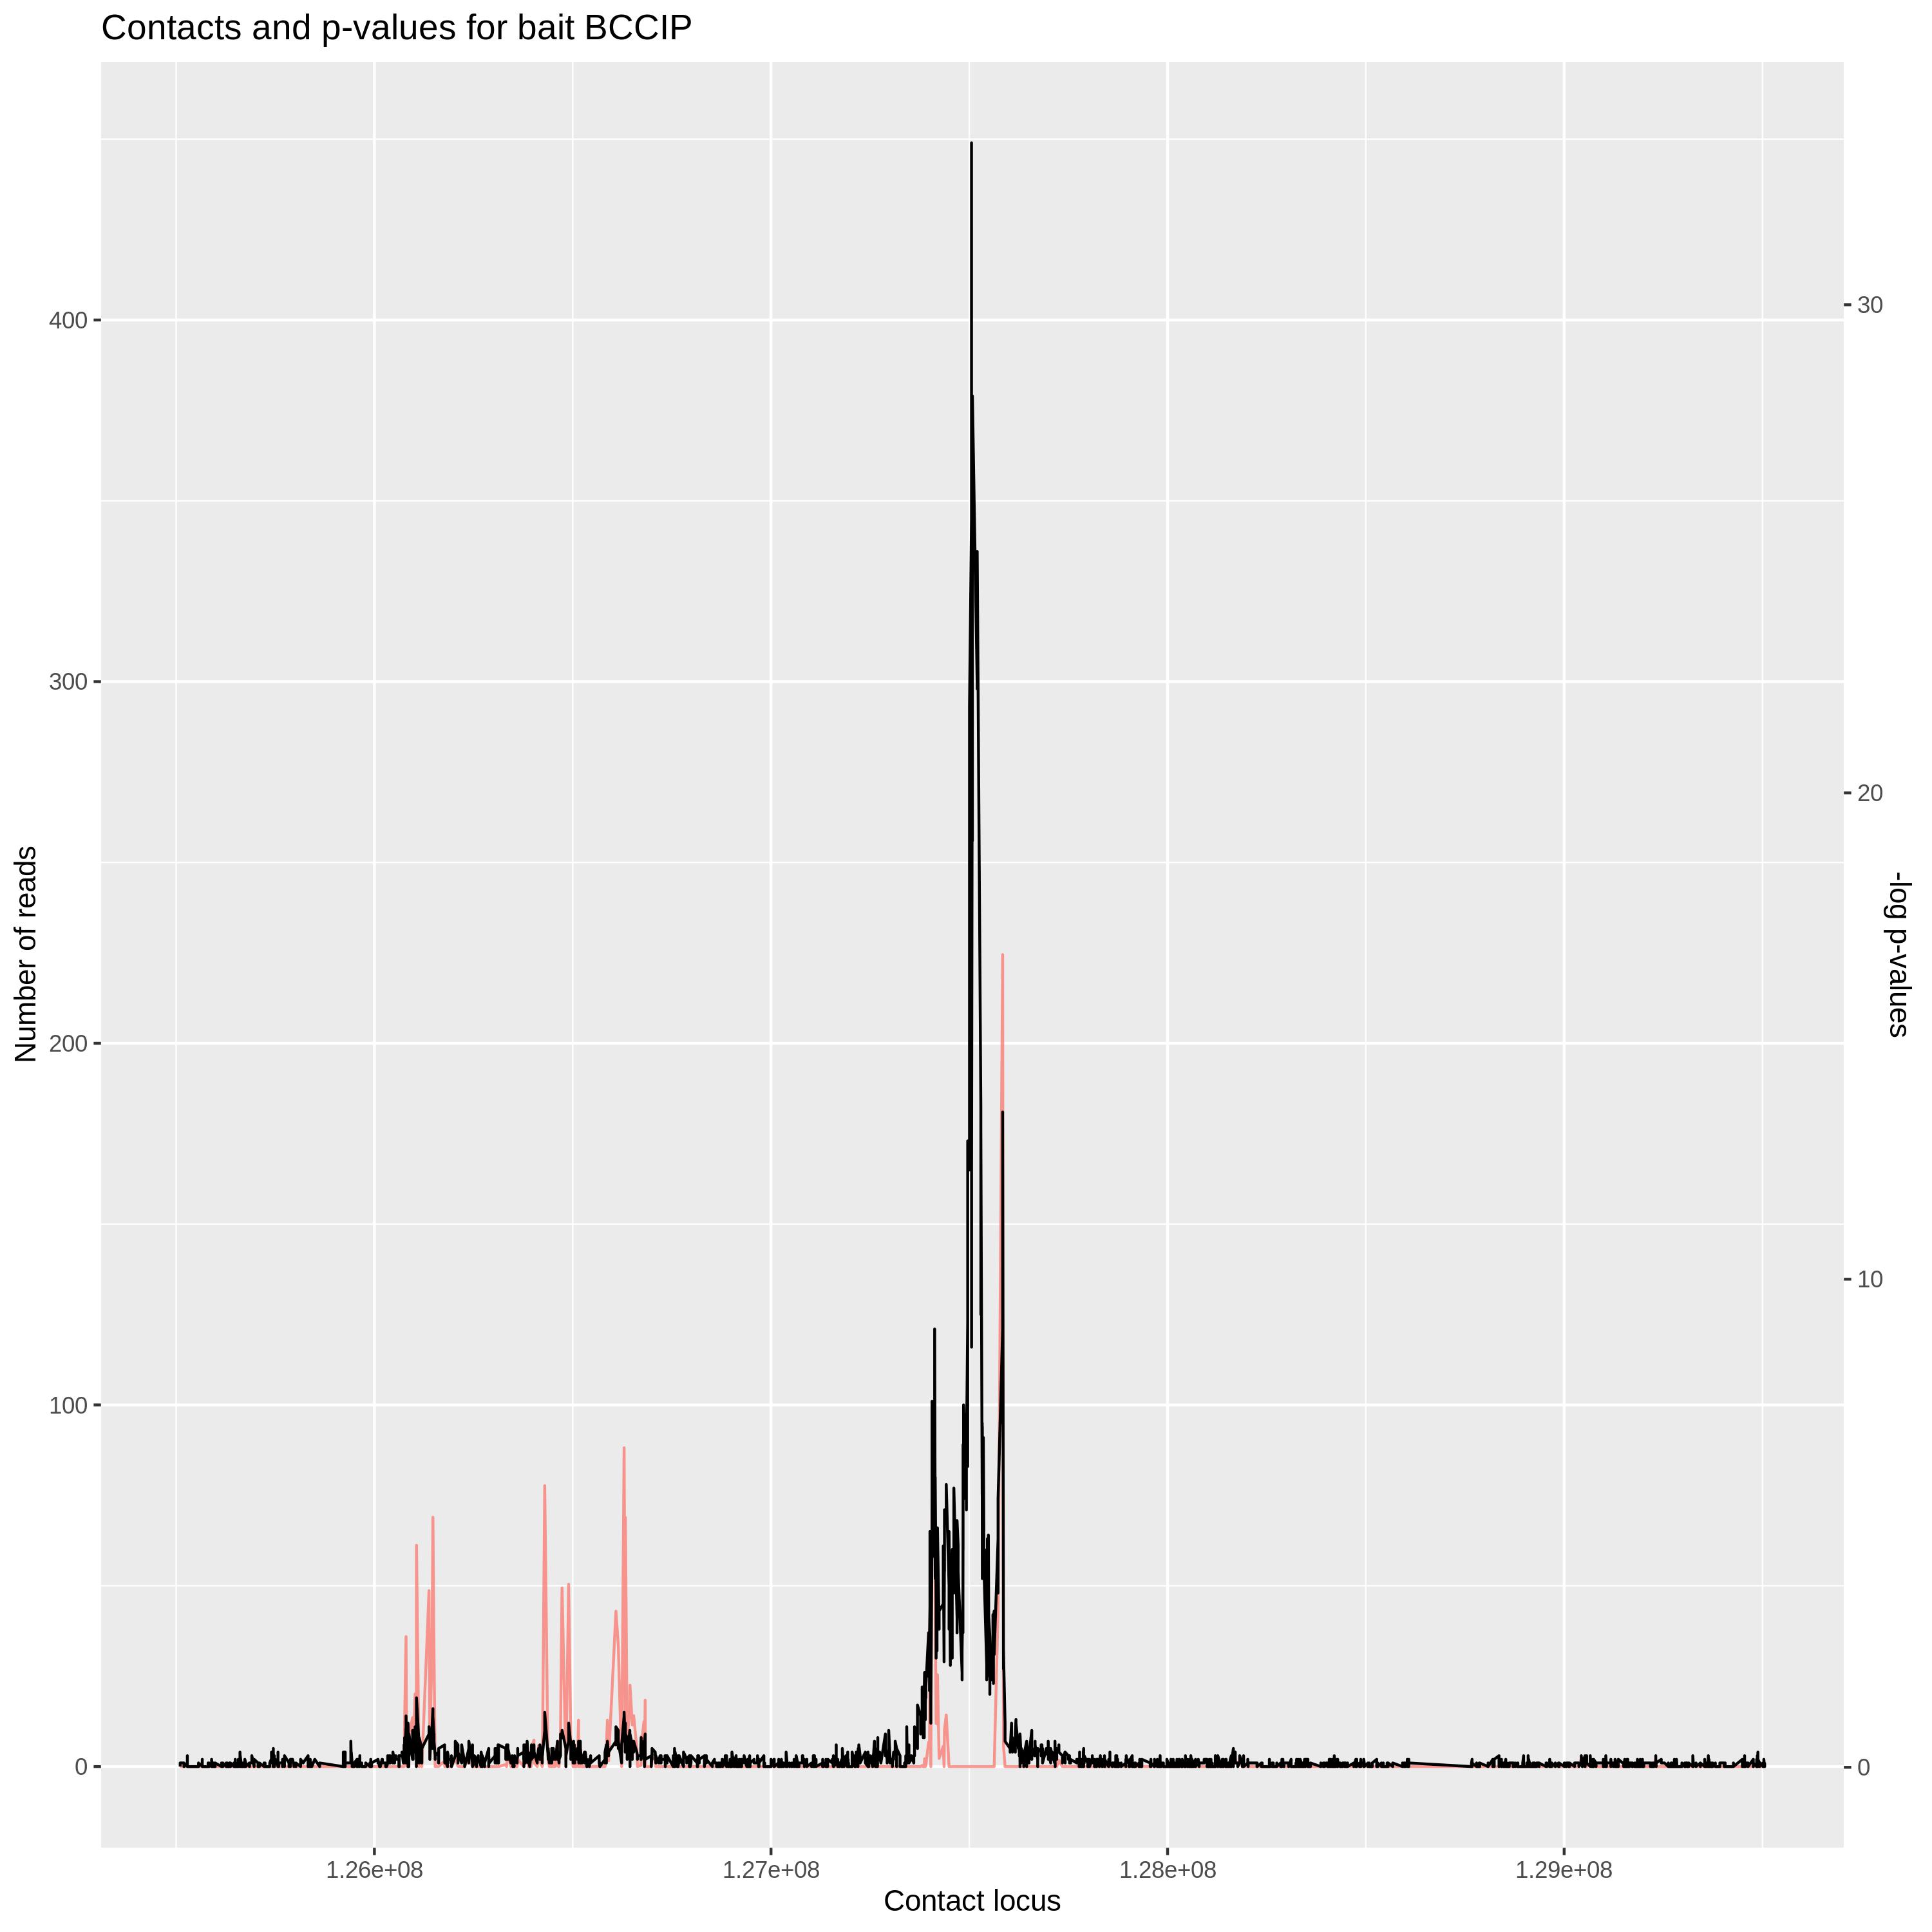 Contacts and p-values for bait BCCIP
Number of reads
400
300
200
100
0
30
20
10
0
-log p-values
1.26e+08
1.27e+08
1.28e+08
1.29e+08
Contact locus